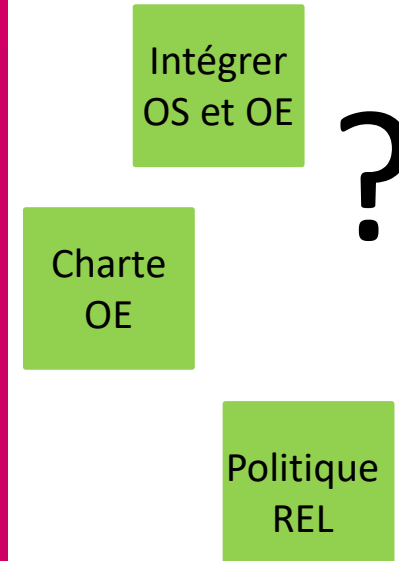 Intégrer
OS et OE
?
Charte
OE
Politique
REL